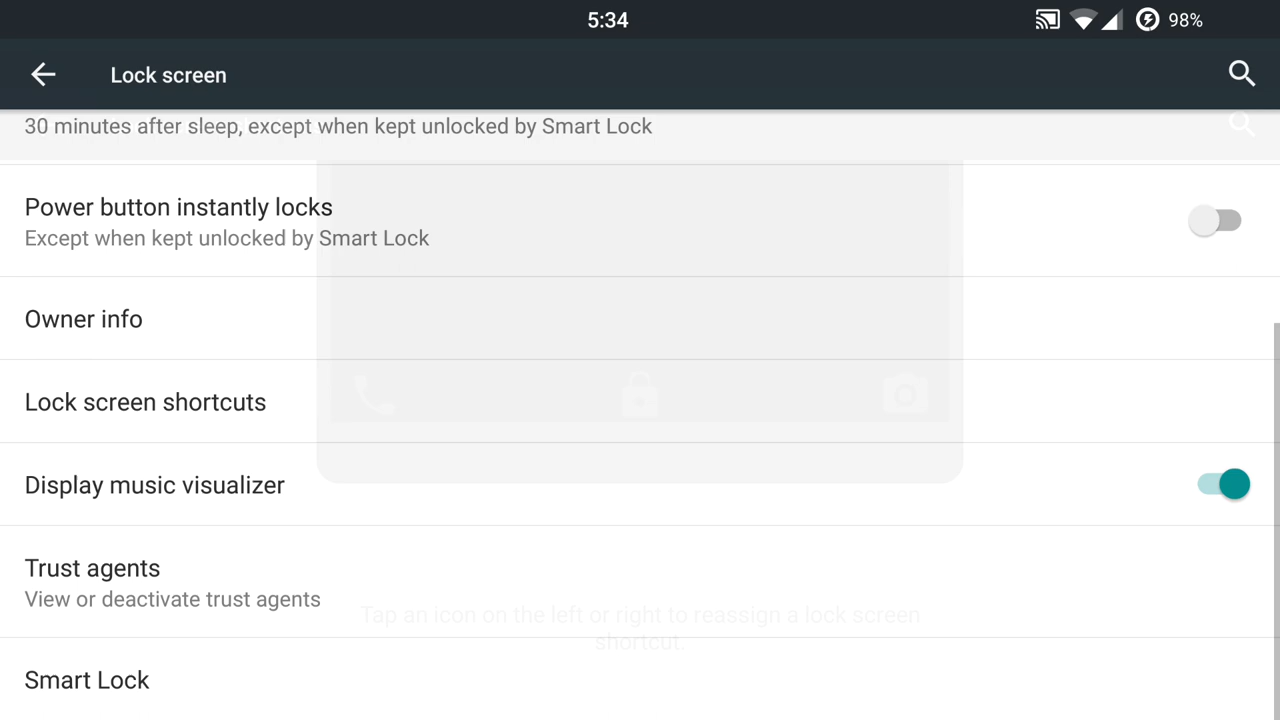 5:34
98%
Lock screen
30 minutes after sleep, except when kept unlocked by Smart Lock
Power button instantly locks
Except when kept unlocked by Smart Lock
Owner info
Lock screen shortcuts
Display music visualizer
Trust agents
View or deactivate trust agents
Tap an icon on the left or right to reassign a lock screen
shortcut.
Smart Lock